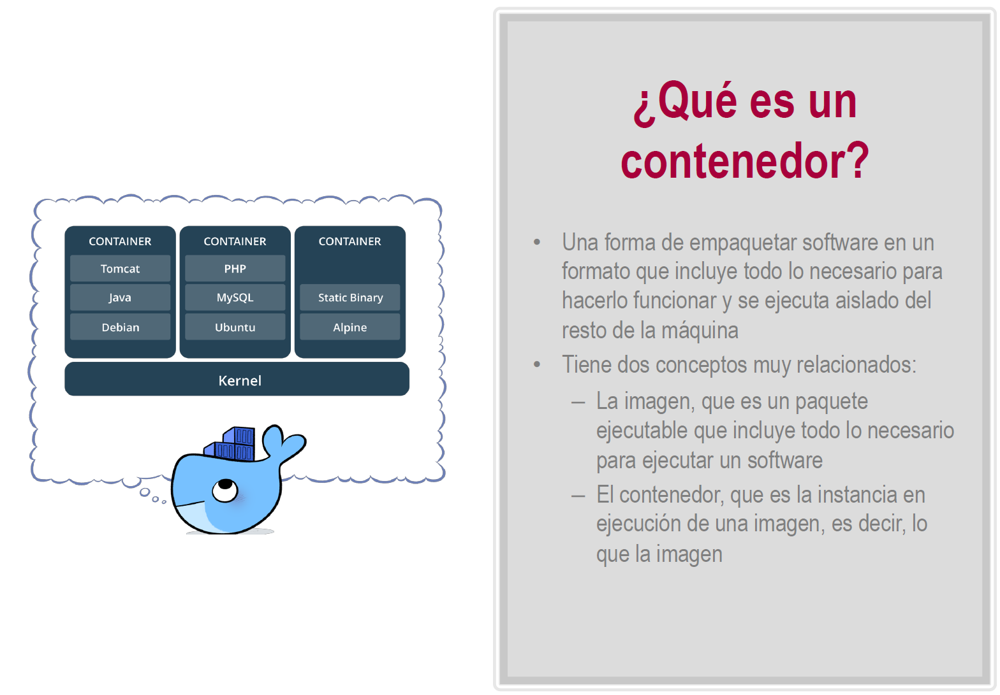 CONTAINER
Tomcat
Java
Debian
CONTAINER
PHP
MySQL
Ubuntu
CONTAINER
Static Binary
Alpine
Kernel
¿Qué es un
contenedor?
• Una forma de empaquetar software en un
formato que incluye todo lo necesario para
hacerlo funcionar y se ejecuta aislado del
resto de la máquina
• Tiene dos conceptos muy relacionados:
– La imagen, que es un paquete
ejecutable que incluye todo lo necesario
para ejecutar un software
– El contenedor, que es la instancia en
ejecución de una imagen, es decir, lo
que la imagen